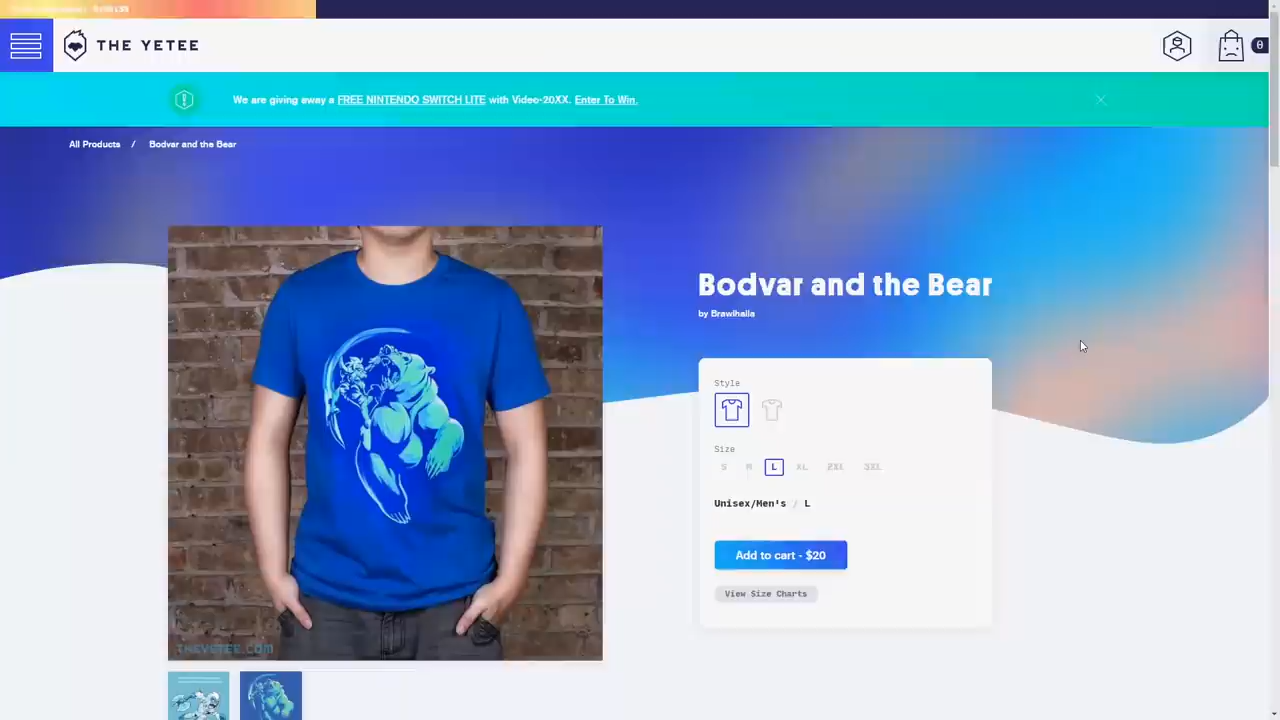 THE YETEE
0
We are giving away a FREE NINTENDO SWITCH LITE with Video-20XX. Enter To Win.
All Products / Bodvar and the Bear
Bodvar and the Bear
by Brawlhalla
Style
Size
S M L XL 2XL 3XL
Unisex/Men's / L
Add to cart - $20
View Size Charts
THEYETEE.COM